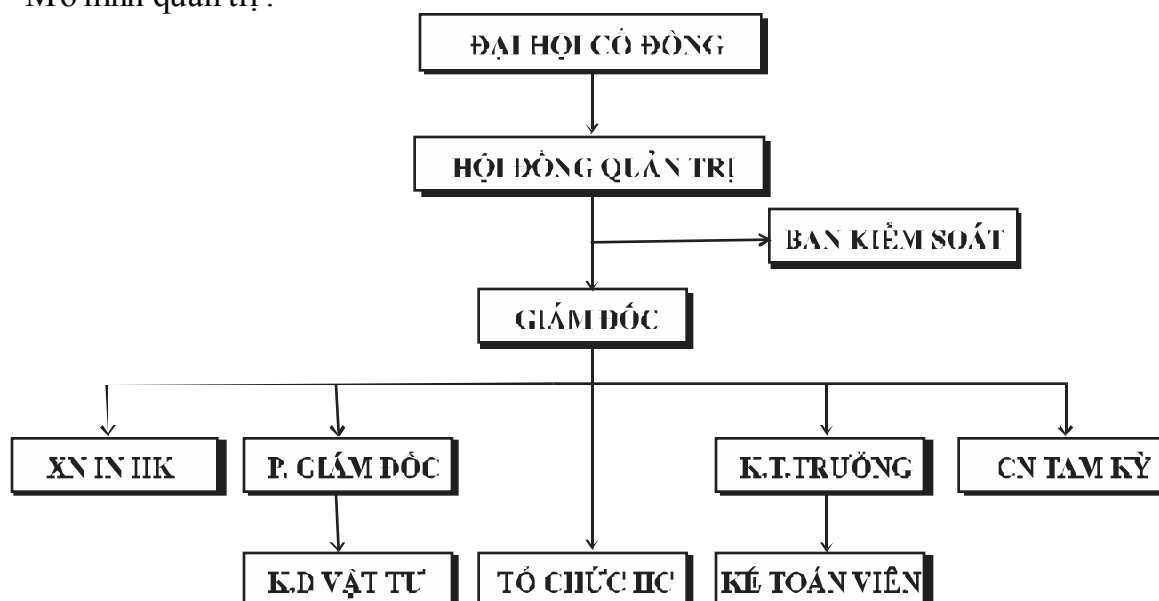 Mô hình quản trị :
ĐẠI HỘI CỔ ĐÔNG
HỘI ĐỒNG QUẢN TRỊ
BAN KIỂM SOÁT
GIÁM ĐỐC
XN IN HK
P. GIÁM ĐỐC
K.T.TRƯỞNG
CN TAM KỲ
K.D VẬT TƯ
TỔ CHỨC HC
KẾ TOÁN VIÊN